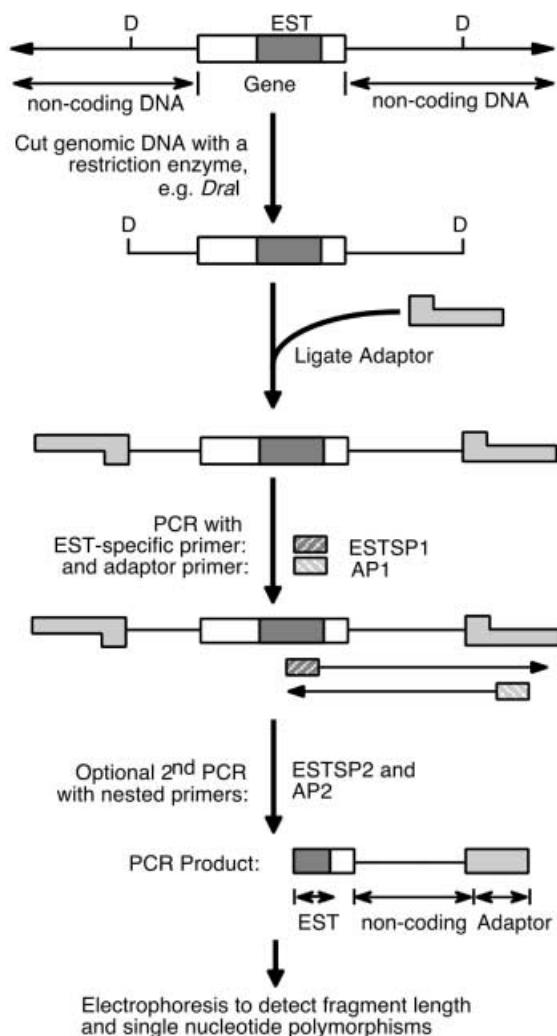 D EST D
non-coding DNA Gene non-coding DNA
Cut genomic DNA with a
restriction enzyme,
e.g. DraI
D D
Ligate Adaptor
PCR with
EST-specific primer: ESTSP1
and adaptor primer: AP1
Optional 2nd PCR ESTSP2 and
with nested primers: AP2
PCR Product:
EST non-coding Adaptor
Electrophoresis to detect fragment length
and single nucleotide polymorphisms